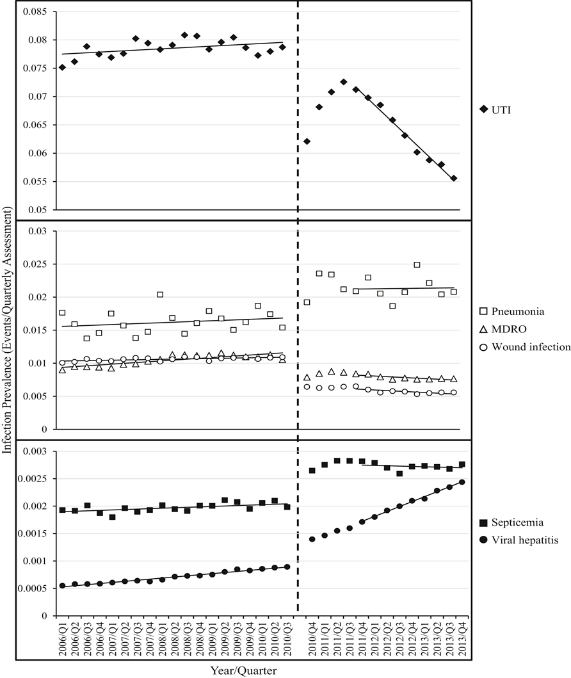 0.085
0.08
0.075
0.07
0.065
0.06
0.055
0.05
UTI
0.03
0.025
0.02
0.015
0.01
0.005
0
Pneumonia
MDRO
Wound infection
0.003
0.0025
0.002
0.0015
0.001
0.0005
0
Septicemia
Viral hepatitis
Infection Prevalence (Events/Quarterly Assessment)
2006/Q1
2006/Q2
2006/Q3
2006/Q4
2007/Q1
2007/Q2
2007/Q3
2007/Q4
2008/Q1
2008/Q2
2008/Q3
2008/Q4
2009/Q1
2009/Q2
2009/Q3
2009/Q4
2010/Q1
2010/Q2
2010/Q3
2010/Q4
2011/Q1
2011/Q2
2011/Q3
2011/Q4
2012/Q1
2012/Q2
2012/Q3
2012/Q4
2013/Q1
2013/Q2
2013/Q3
2013/Q4
Year/Quarter